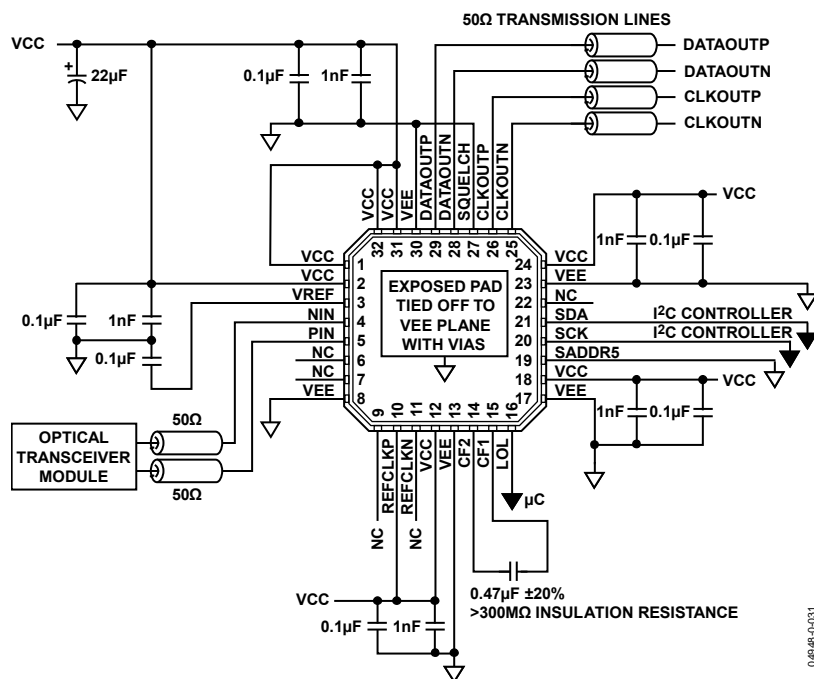 50Ω TRANSMISSION LINES
VCC
DATAOUTP
+
22µF
0.1µF
1nF
DATAOUTN
CLKOUTP
CLKOUTN
VCC
VCC
VEE
DATAOUTP
DATAOUTN
SQUELCH
CLKOUTP
CLKOUTN
32
31
30
29
28
27
26
25
VCC
1nF
0.1µF
VCC
1
VCC
2
VREF
3
NIN
4
PIN
5
NC
6
NC
7
VEE
8
0.1µF
1nF
0.1µF
EXPOSED PAD
TIED OFF TO
VEE PLANE
WITH VIAS
24
VCC
23
VEE
22
NC
21
SDA
I²C CONTROLLER
20
SCK
I²C CONTROLLER
19
SADDR5
18
VCC
VCC
17
VEE
1nF
0.1µF
OPTICAL
TRANSCEIVER
MODULE
50Ω
50Ω
9
10
11
12
13
14
15
16
NC
REFCLKP
REFCLKN
NC
VCC
VEE
CF2
CF1
LOL
µC
0.47µF ±20%
>300MΩ INSULATION RESISTANCE
VCC
0.1µF
1nF
04948-0-031